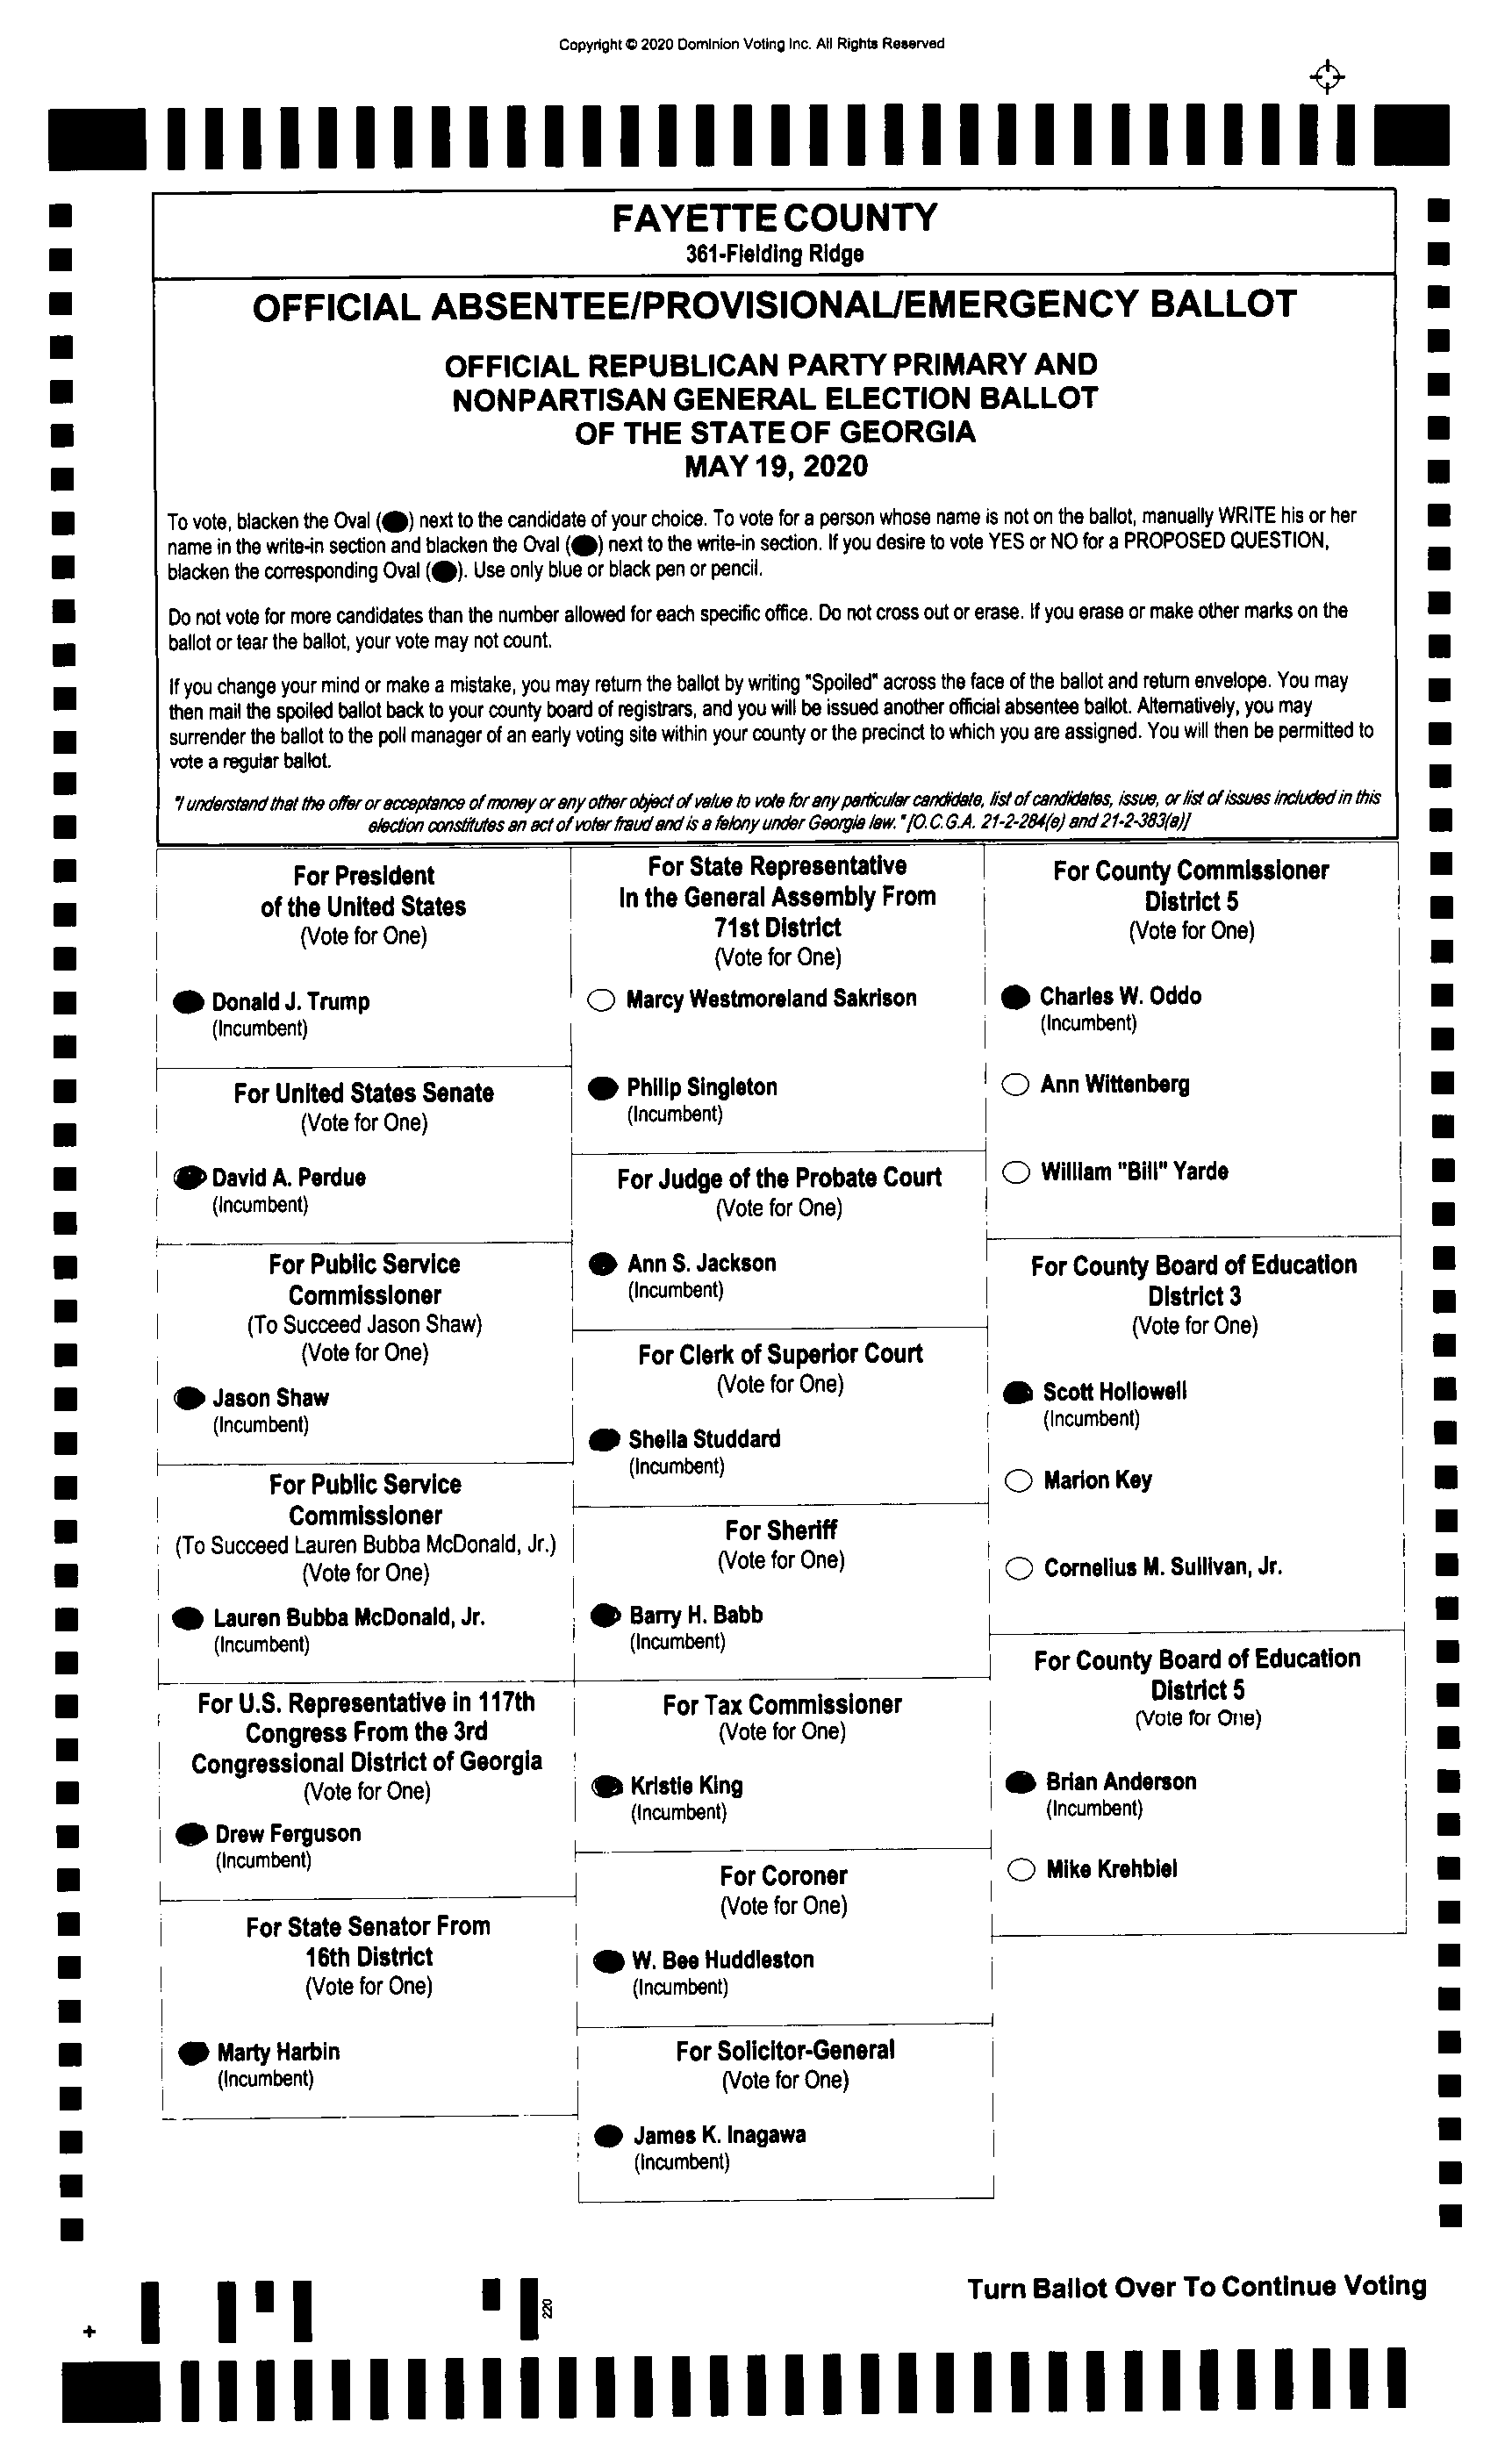 Copyright © 2020 Dominion Voting Inc. All Rights Reserved
FAYETTE COUNTY
361-Fielding Ridge
OFFICIAL ABSENTEE/PROVISIONAL/EMERGENCY BALLOT
OFFICIAL REPUBLICAN PARTY PRIMARY AND
NONPARTISAN GENERAL ELECTION BALLOT
OF THE STATE OF GEORGIA
MAY 19, 2020
To vote, blacken the Oval (⬬) next to the candidate of your choice. To vote for a person whose name is not on the ballot, manually WRITE his or her
name in the write-in section and blacken the Oval (⬬) next to the write-in section. If you desire to vote YES or NO for a PROPOSED QUESTION,
blacken the corresponding Oval (⬬). Use only blue or black pen or pencil.
Do not vote for more candidates than the number allowed for each specific office. Do not cross out or erase. If you erase or make other marks on the
ballot or tear the ballot, your vote may not count.
If you change your mind or make a mistake, you may return the ballot by writing "Spoiled" across the face of the ballot and return envelope. You may
then mail the spoiled ballot back to your county board of registrars, and you will be issued another official absentee ballot. Alternatively, you may
surrender the ballot to the poll manager of an early voting site within your county or the precinct to which you are assigned. You will then be permitted to
vote a regular ballot.
"I understand that the offer or acceptance of money or any other object of value to vote for any particular candidate, list of candidates, issue, or list of issues included in this
election constitutes an act of voter fraud and is a felony under Georgia law." [O.C.G.A. 21-2-284(e) and 21-2-383(a)]
For President
of the United States
(Vote for One)
Donald J. Trump
(Incumbent)
For United States Senate
(Vote for One)
David A. Perdue
(Incumbent)
For Public Service
Commissioner
(To Succeed Jason Shaw)
(Vote for One)
Jason Shaw
(Incumbent)
For Public Service
Commissioner
(To Succeed Lauren Bubba McDonald, Jr.)
(Vote for One)
Lauren Bubba McDonald, Jr.
(Incumbent)
For U.S. Representative in 117th
Congress From the 3rd
Congressional District of Georgia
(Vote for One)
Drew Ferguson
(Incumbent)
For State Senator From
16th District
(Vote for One)
Marty Harbin
(Incumbent)
For State Representative
In the General Assembly From
71st District
(Vote for One)
Marcy Westmoreland Sakrison
Philip Singleton
(Incumbent)
For Judge of the Probate Court
(Vote for One)
Ann S. Jackson
(Incumbent)
For Clerk of Superior Court
(Vote for One)
Sheila Studdard
(Incumbent)
For Sheriff
(Vote for One)
Barry H. Babb
(Incumbent)
For Tax Commissioner
(Vote for One)
Kristie King
(Incumbent)
For Coroner
(Vote for One)
W. Bee Huddleston
(Incumbent)
For Solicitor-General
(Vote for One)
James K. Inagawa
(Incumbent)
For County Commissioner
District 5
(Vote for One)
Charles W. Oddo
(Incumbent)
Ann Wittenberg
William "Bill" Yarde
For County Board of Education
District 3
(Vote for One)
Scott Hollowell
(Incumbent)
Marion Key
Cornelius M. Sullivan, Jr.
For County Board of Education
District 5
(Vote for One)
Brian Anderson
(Incumbent)
Mike Krehbiel
Turn Ballot Over To Continue Voting
220
+